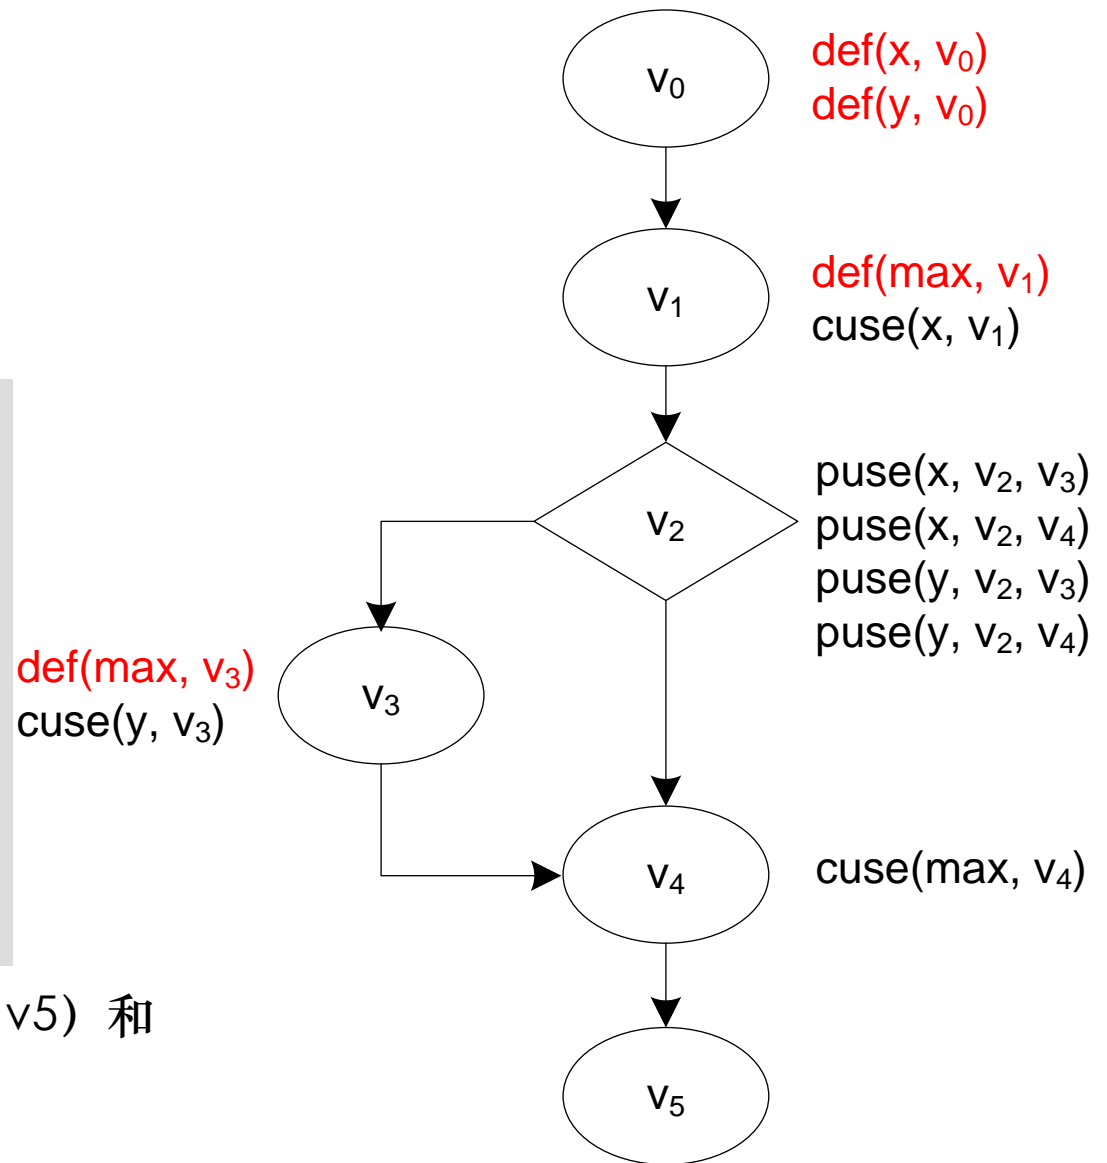 v₀
def(x, v₀)
def(y, v₀)
v₁
def(max, v₁)
cuse(x, v₁)
v₂
puse(x, v₂, v₃)
puse(x, v₂, v₄)
puse(y, v₂, v₃)
puse(y, v₂, v₄)
def(max, v₃)
cuse(y, v₃)
v₃
v₄
cuse(max, v₄)
v5）和
v₅